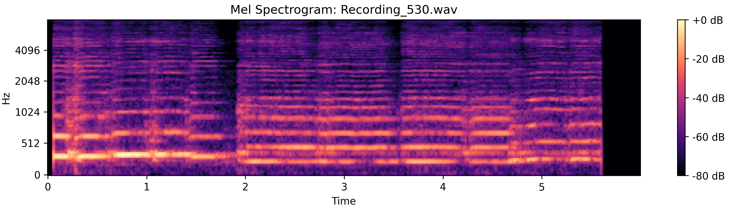 Mel Spectrogram: Recording_530.wav
+0 dB
4096
-20 dB
2048
Hz
1024
-40 dB
512
-60 dB
0
-80 dB
0 1 2 3 4 5
Time